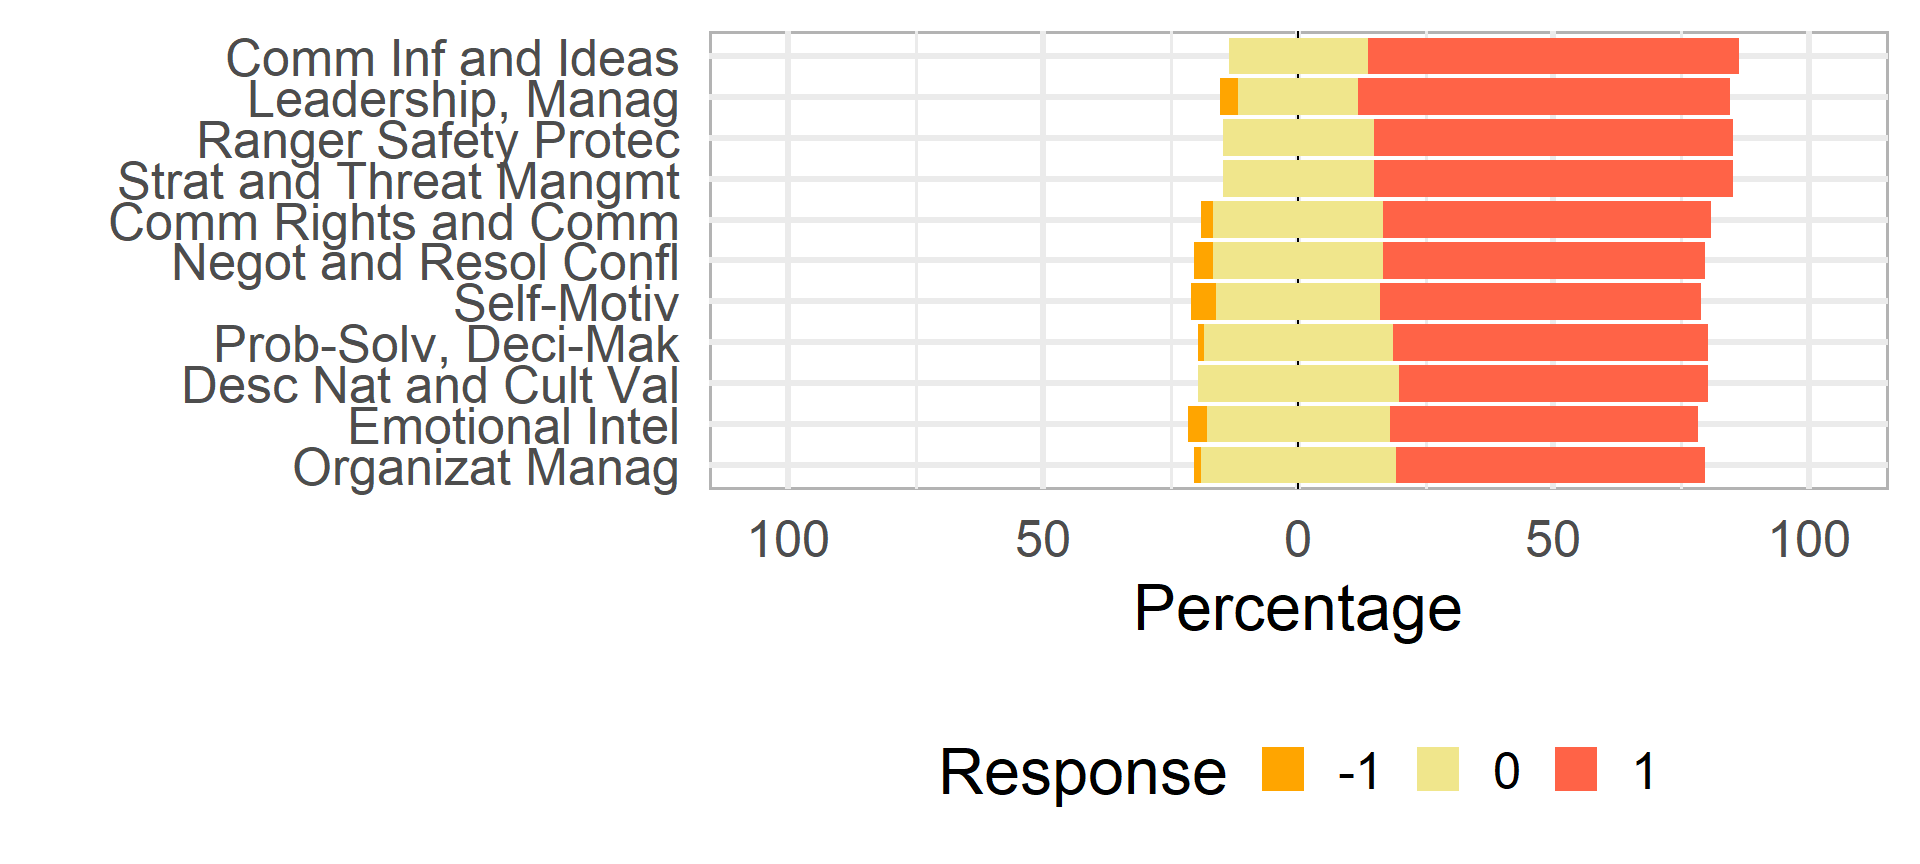 Comm Inf and Ideas
Leadership, Manag
Ranger Safety Protec
Strat and Threat Mangmt
Comm Rights and Comm
Negot and Resol Confl
Self-Motiv
Prob-Solv, Deci-Mak
Desc Nat and Cult Val
Emotional Intel
Organizat Manag
100 50 0 50 100
Percentage
Response -1 0 1